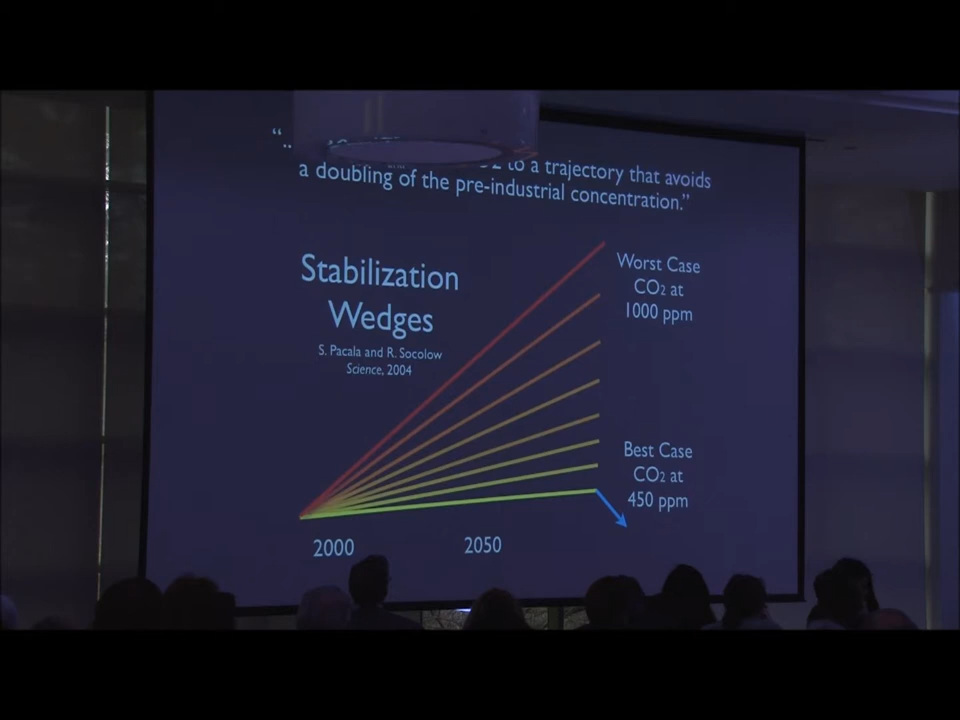 “..
to a trajectory that avoids
a doubling of the pre-industrial concentration.”
Stabilization
Wedges
S. Pacala and R. Socolow
Science, 2004
Worst Case
CO2 at
1000 ppm
Best Case
CO2 at
450 ppm
2000
2050